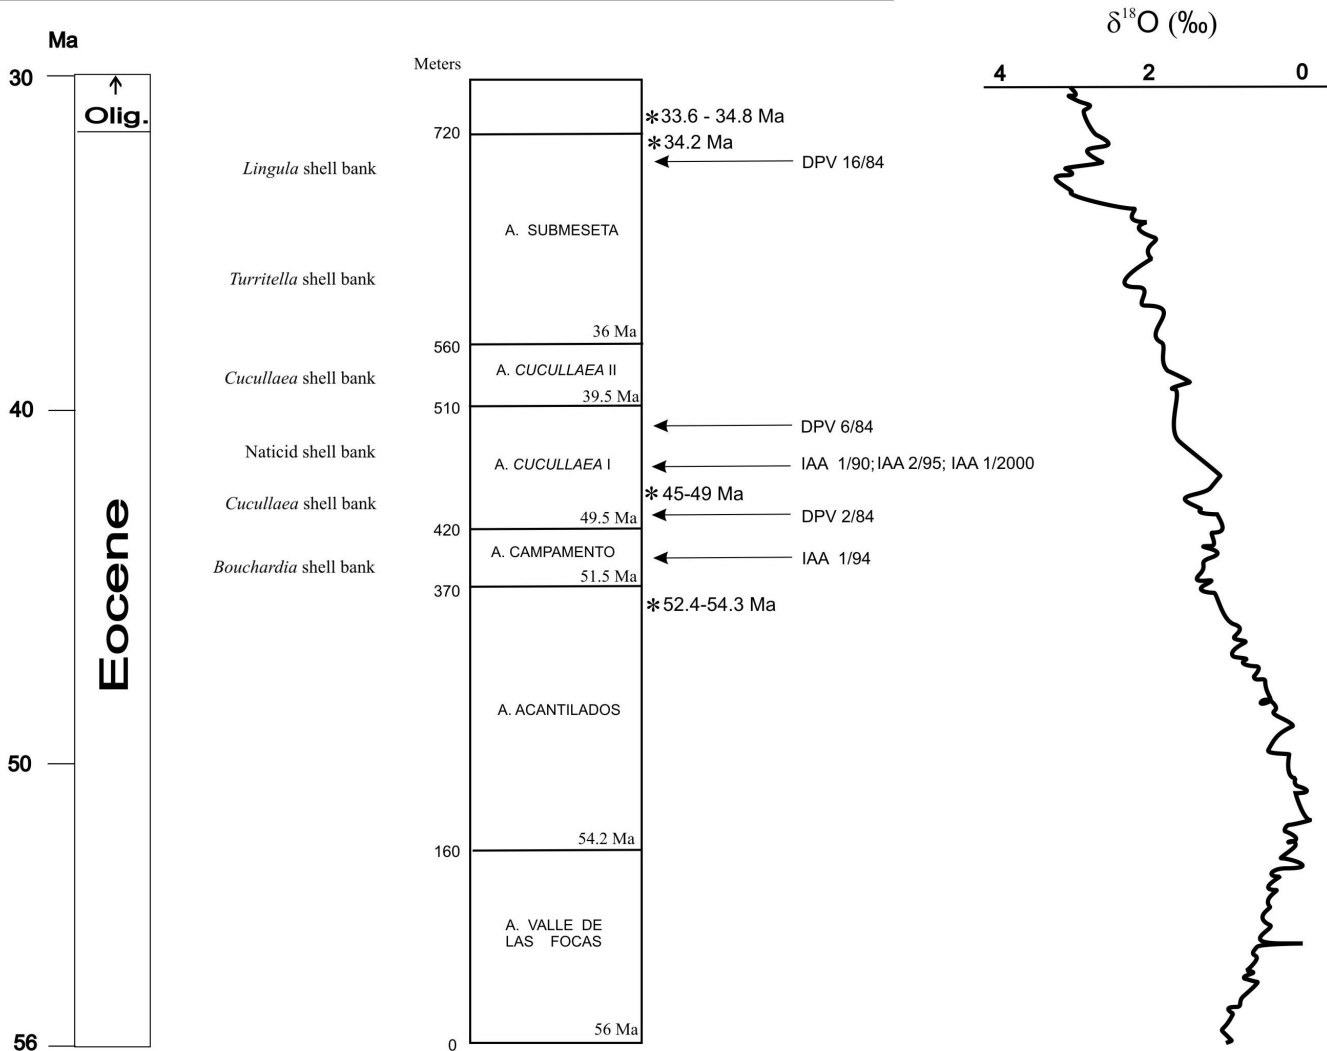 Ma
30
Olig.
40
50
56
Eocene
Lingula shell bank
Turritella shell bank
Cucullaea shell bank
Naticid shell bank
Cucullaea shell bank
Bouchardia shell bank
Meters
720
560
510
420
370
160
0
A. SUBMESETA
36 Ma
A. CUCULLAEA II
39.5 Ma
A. CUCULLAEA I
49.5 Ma
A. CAMPAMENTO
51.5 Ma
A. ACANTILADOS
54.2 Ma
A. VALLE DE
LAS FOCAS
56 Ma
*33.6 - 34.8 Ma
*34.2 Ma
DPV 16/84
DPV 6/84
IAA 1/90; IAA 2/95; IAA 1/2000
*45-49 Ma
DPV 2/84
IAA 1/94
*52.4-54.3 Ma
δ¹⁸O (‰)
4 2 0